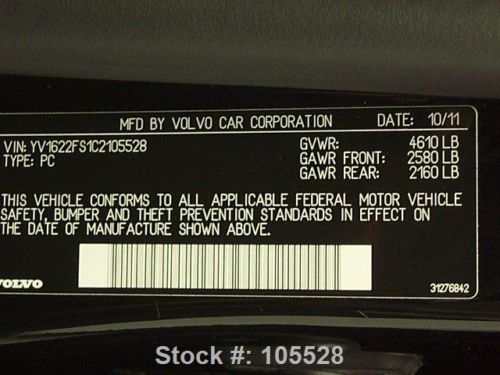 MFD BY VOLVO CAR CORPORATION DATE: 10/11
VIN: YV1622FS1C2105528 GVWR: 4610 LB
TYPE: PC GAWR FRONT: 2580 LB
GAWR REAR: 2160 LB
THIS VEHICLE CONFORMS TO ALL APPLICABLE FEDERAL MOTOR VEHICLE
SAFETY, BUMPER AND THEFT PREVENTION STANDARDS IN EFFECT ON
THE DATE OF MANUFACTURE SHOWN ABOVE.
VOLVO 31276842
Stock #: 105528